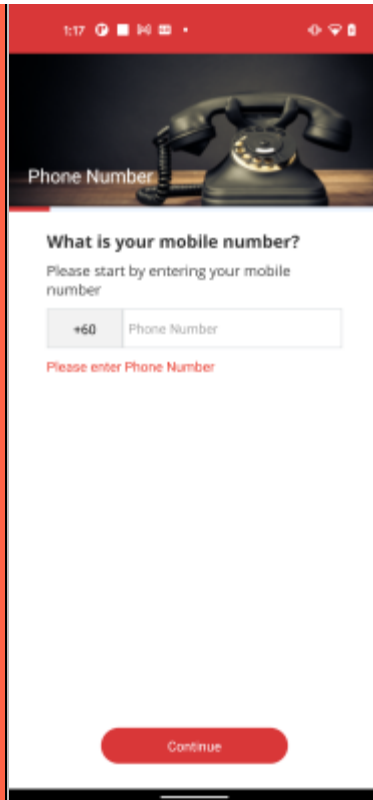 1:17
Phone Number
What is your mobile number?
Please start by entering your mobile
number
+60 Phone Number
Please enter Phone Number
Continue